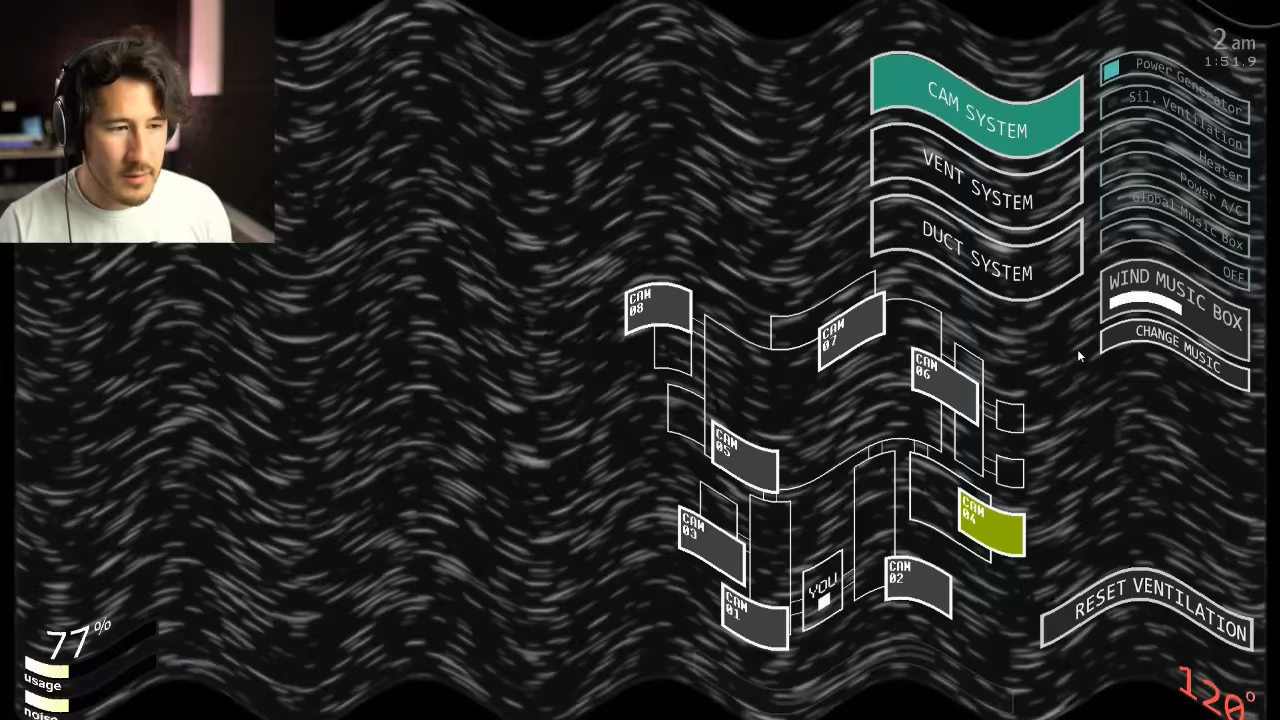 2 am
1:51.9
CAM SYSTEM
VENT SYSTEM
DUCT SYSTEM
Power Generator
Sil. Ventilation
Heater
Power A/C
Global Music Box
OFF
WIND MUSIC BOX
CHANGE MUSIC
CAM
08
CAM
07
CAM
06
CAM
05
CAM
04
CAM
03
CAM
02
CAM
01
YOU
RESET VENTILATION
77%
usage
noise
120°